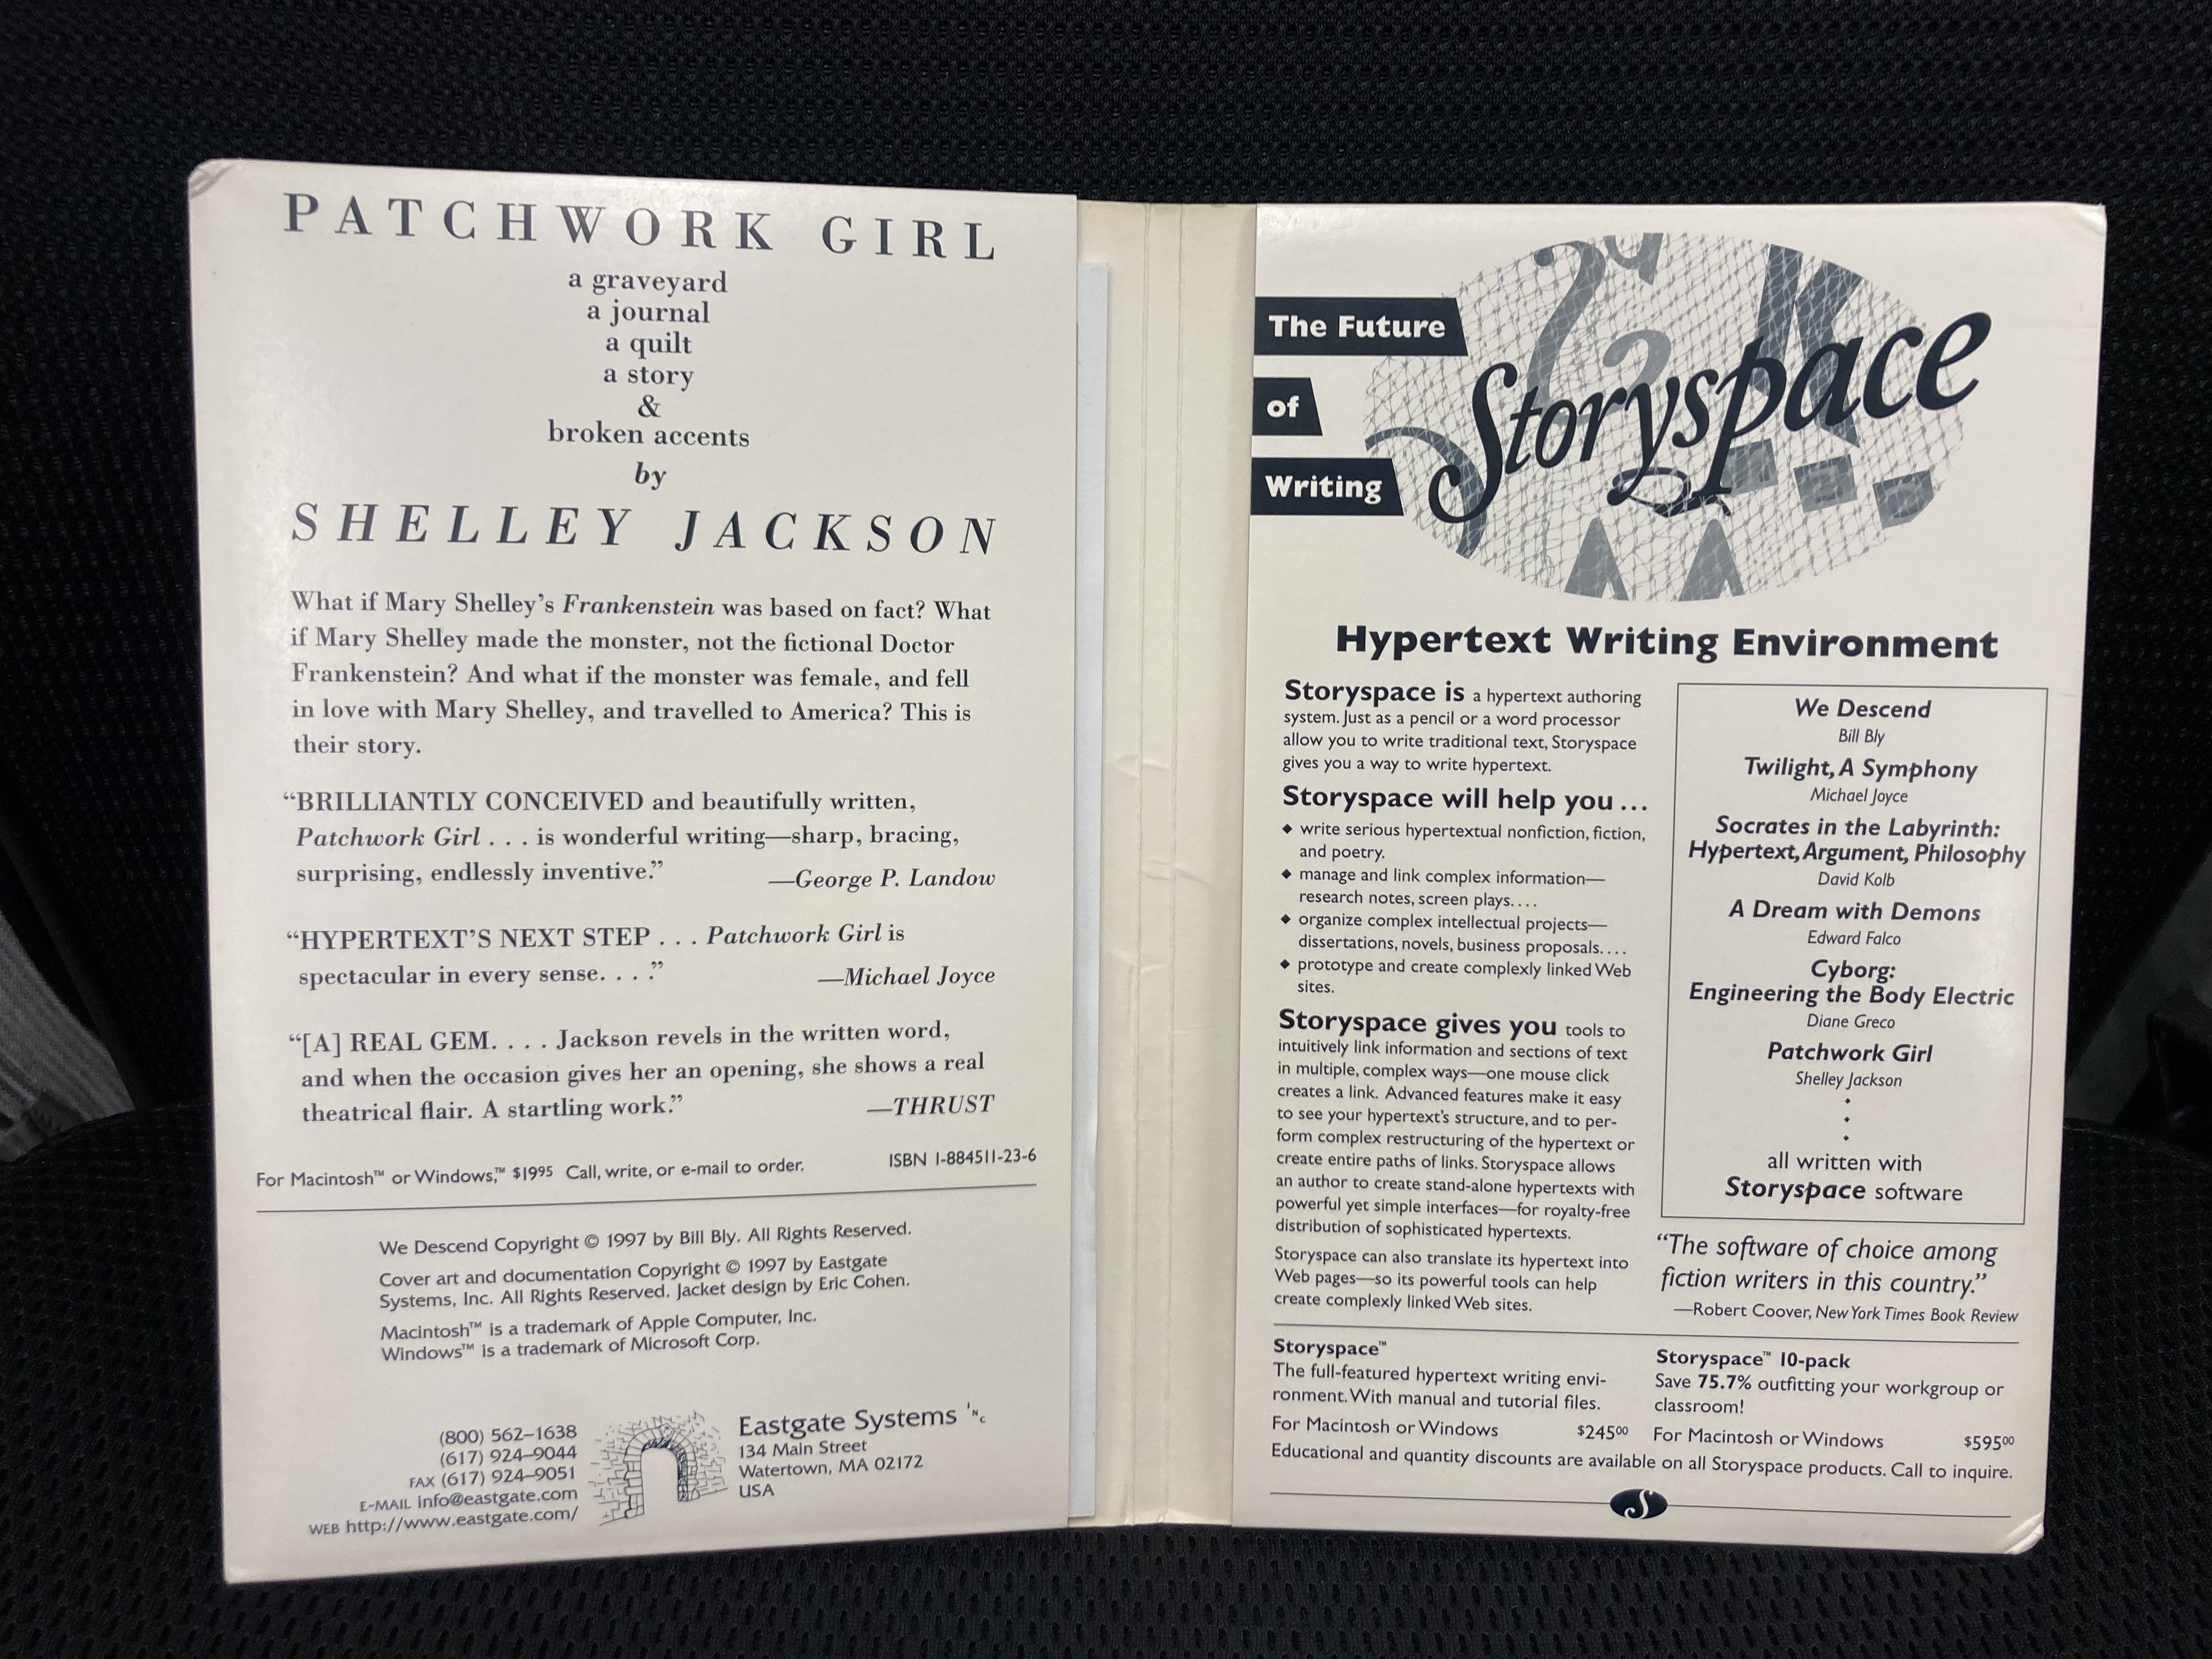 PATCHWORK GIRL
a graveyard
a journal
a quilt
a story
&
broken accents
by
SHELLEY JACKSON
What if Mary Shelley's Frankenstein was based on fact? What
if Mary Shelley made the monster, not the fictional Doctor
Frankenstein? And what if the monster was female, and fell
in love with Mary Shelley, and travelled to America? This is
their story.
“BRILLIANTLY CONCEIVED and beautifully written,
Patchwork Girl . . . is wonderful writing—sharp, bracing,
surprising, endlessly inventive.” —George P. Landow
“HYPERTEXT'S NEXT STEP . . . Patchwork Girl is
spectacular in every sense. . . .” —Michael Joyce
“[A] REAL GEM. . . . Jackson revels in the written word,
and when the occasion gives her an opening, she shows a real
theatrical flair. A startling work.” —THRUST
For Macintosh™ or Windows,™ $1995 Call, write, or e-mail to order. ISBN 1-884511-23-6
We Descend Copyright © 1997 by Bill Bly. All Rights Reserved.
Cover art and documentation Copyright © 1997 by Eastgate
Systems, Inc. All Rights Reserved. Jacket design by Eric Cohen.
Macintosh™ is a trademark of Apple Computer, Inc.
Windows™ is a trademark of Microsoft Corp.
(800) 562–1638
(617) 924–9044
FAX (617) 924–9051
E-MAIL info@eastgate.com
WEB http://www.eastgate.com/
Eastgate Systems INC
134 Main Street
Watertown, MA 02172
USA
The Future
of
Writing
Storyspace
Hypertext Writing Environment
Storyspace is a hypertext authoring
system. Just as a pencil or a word processor
allow you to write traditional text, Storyspace
gives you a way to write hypertext.
Storyspace will help you ...
◆ write serious hypertextual nonfiction, fiction,
and poetry.
◆ manage and link complex information—
research notes, screen plays. . . .
◆ organize complex intellectual projects—
dissertations, novels, business proposals. . . .
◆ prototype and create complexly linked Web
sites.
Storyspace gives you tools to
intuitively link information and sections of text
in multiple, complex ways—one mouse click
creates a link. Advanced features make it easy
to see your hypertext's structure, and to per-
form complex restructuring of the hypertext or
create entire paths of links. Storyspace allows
an author to create stand-alone hypertexts with
powerful yet simple interfaces—for royalty-free
distribution of sophisticated hypertexts.
Storyspace can also translate its hypertext into
Web pages—so its powerful tools can help
create complexly linked Web sites.
We Descend
Bill Bly
Twilight, A Symphony
Michael Joyce
Socrates in the Labyrinth:
Hypertext, Argument, Philosophy
David Kolb
A Dream with Demons
Edward Falco
Cyborg:
Engineering the Body Electric
Diane Greco
Patchwork Girl
Shelley Jackson
all written with
Storyspace software
“The software of choice among
fiction writers in this country.”
—Robert Coover, New York Times Book Review
Storyspace™
The full-featured hypertext writing envi-
ronment. With manual and tutorial files.
For Macintosh or Windows $24500
Storyspace™ 10-pack
Save 75.7% outfitting your workgroup or
classroom!
For Macintosh or Windows $59500
Educational and quantity discounts are available on all Storyspace products. Call to inquire.
S